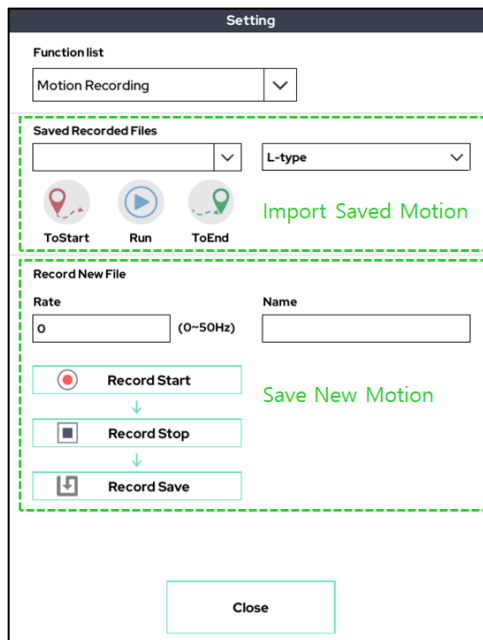 Setting
Function list
Motion Recording
Saved Recorded Files
L-type
ToStart Run ToEnd
Import Saved Motion
Record New File
Rate Name
0 (0~50Hz)
Record Start
Save New Motion
Record Stop
Record Save
Close